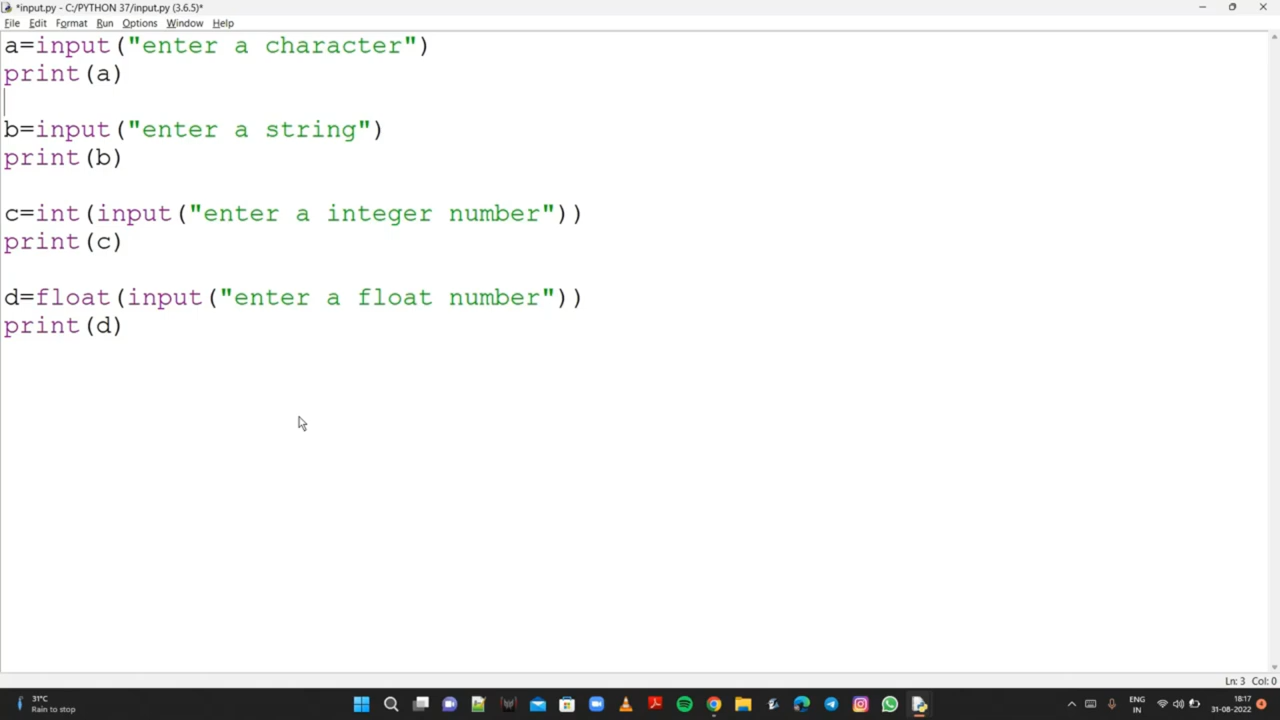 *input.py - C:/PYTHON 37/input.py (3.6.5)*
File Edit Format Run Options Window Help
a=input("enter a character")
print(a)
b=input("enter a string")
print(b)
c=int(input("enter a integer number"))
print(c)
d=float(input("enter a float number"))
print(d)
Ln: 3 Col: 0
31°C
Rain to stop
ENG
IN
18:17
31-08-2022